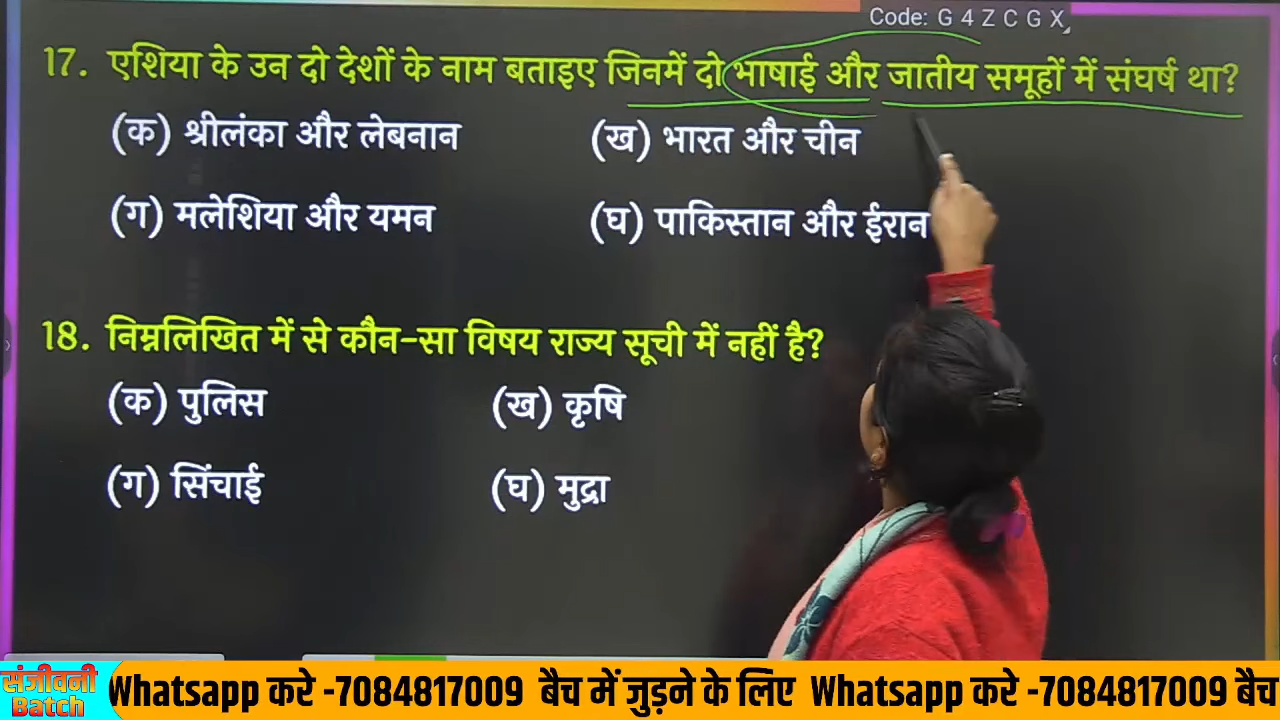 Code: G 4 Z C G X
17. एशिया के उन दो देशों के नाम बताइए जिनमें दो भाषाई और जातीय समूहों में संघर्ष था?
(क) श्रीलंका और लेबनान (ख) भारत और चीन
(ग) मलेशिया और यमन (घ) पाकिस्तान और ईरान
18. निम्नलिखित में से कौन-सा विषय राज्य सूची में नहीं है?
(क) पुलिस (ख) कृषि
(ग) सिंचाई (घ) मुद्रा
संजीवनी
Batch
Whatsapp करे -7084817009 बैच में जुड़ने के लिए Whatsapp करे -7084817009 बैच